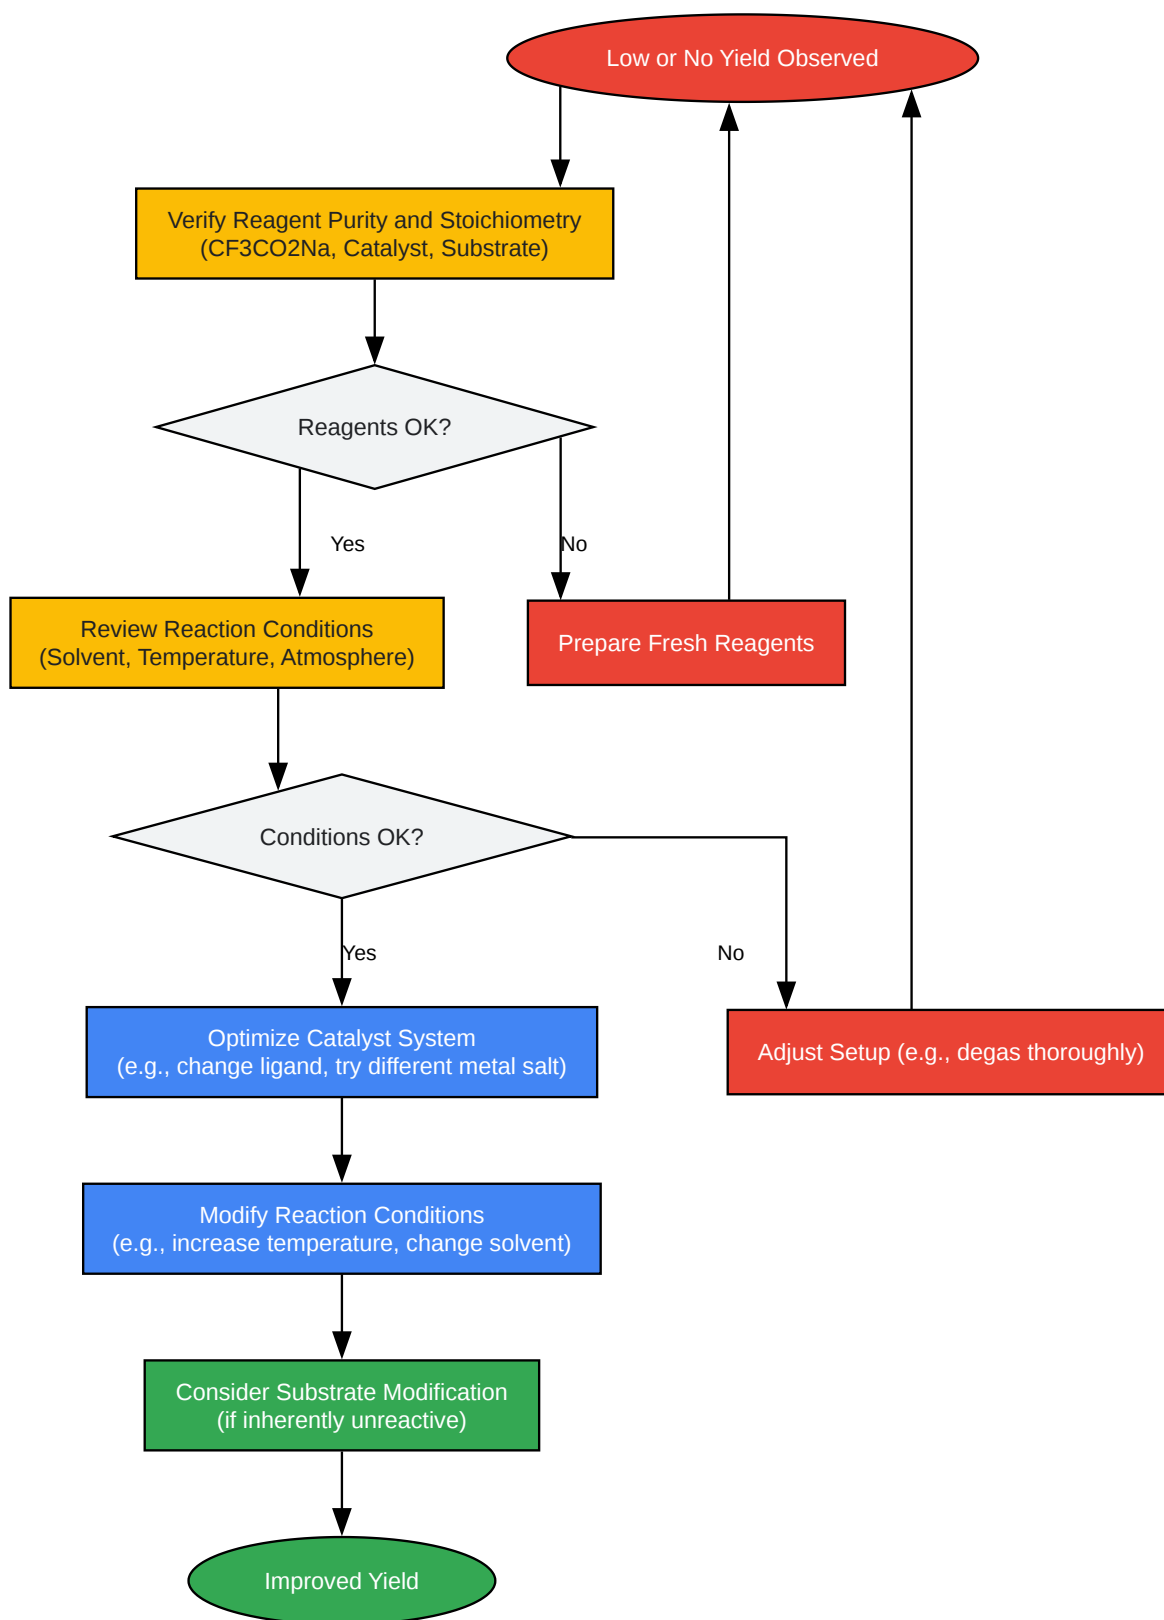 Low or No Yield Observed
Verify Reagent Purity and Stoichiometry
(CF3CO2Na, Catalyst, Substrate)
Reagents OK?
Yes
No
Review Reaction Conditions
(Solvent, Temperature, Atmosphere)
Prepare Fresh Reagents
Conditions OK?
Yes
No
Optimize Catalyst System
(e.g., change ligand, try different metal salt)
Adjust Setup (e.g., degas thoroughly)
Modify Reaction Conditions
(e.g., increase temperature, change solvent)
Consider Substrate Modification
(if inherently unreactive)
Improved Yield